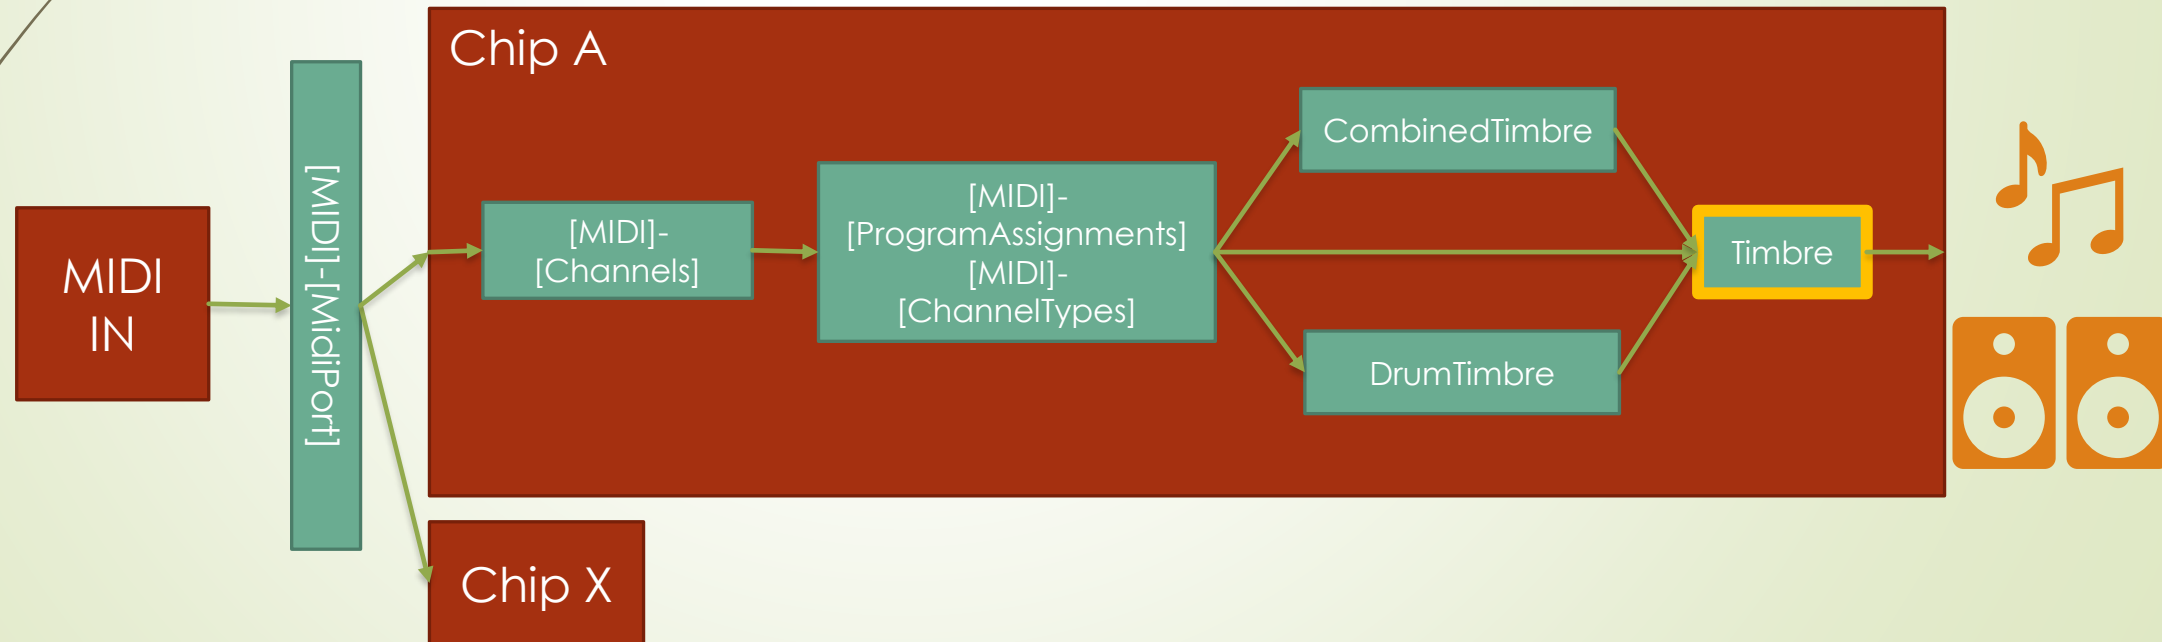 Chip A
MIDI
IN
[MIDI]-[MidiPort]
[MIDI]-
[Channels]
[MIDI]-
[ProgramAssignments]
[MIDI]-
[ChannelTypes]
CombinedTimbre
Timbre
DrumTimbre
Chip X